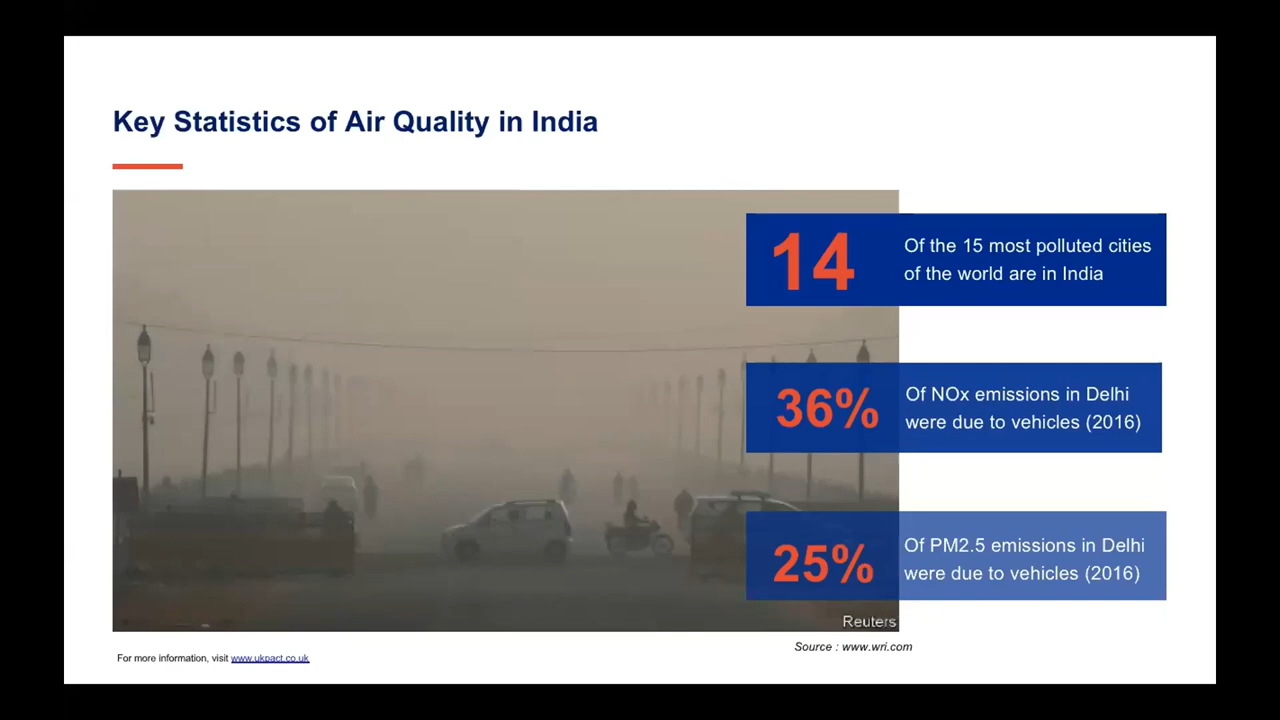 Key Statistics of Air Quality in India
14
Of the 15 most polluted cities
of the world are in India
36%
Of NOx emissions in Delhi
were due to vehicles (2016)
25%
Of PM2.5 emissions in Delhi
were due to vehicles (2016)
Reuters
Source : www.wri.com
For more information, visit www.ukpact.co.uk